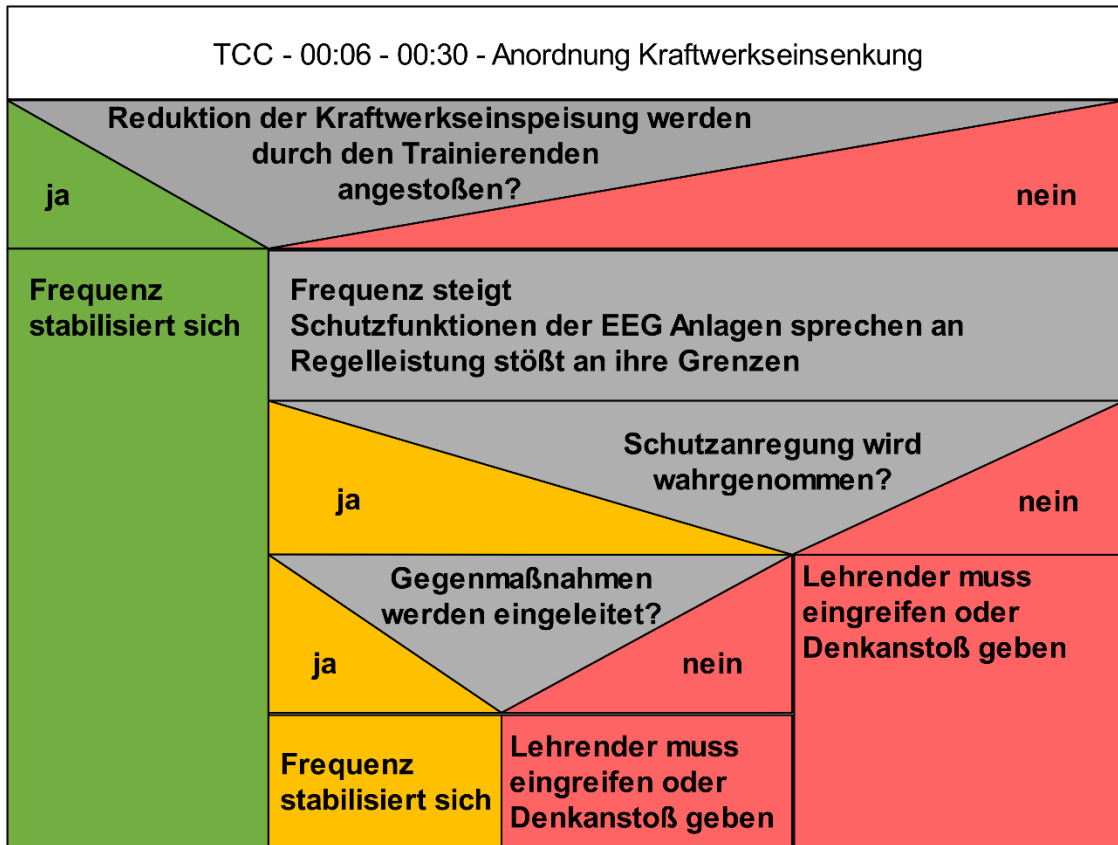 TCC - 00:06 - 00:30 - Anordnung Kraftwerkseinsenkung
Reduktion der Kraftwerkseinspeisung werden
durch den Trainierenden
angestoßen?
ja
nein
Frequenz
stabilisiert sich
Frequenz steigt
Schutzfunktionen der EEG Anlagen sprechen an
Regelleistung stößt an ihre Grenzen
Schutzanregung wird
wahrgenommen?
ja
nein
Gegenmaßnahmen
werden eingeleitet?
ja
nein
Lehrender muss
eingreifen oder
Denkanstoß geben
Frequenz
stabilisiert sich
Lehrender muss
eingreifen oder
Denkanstoß geben